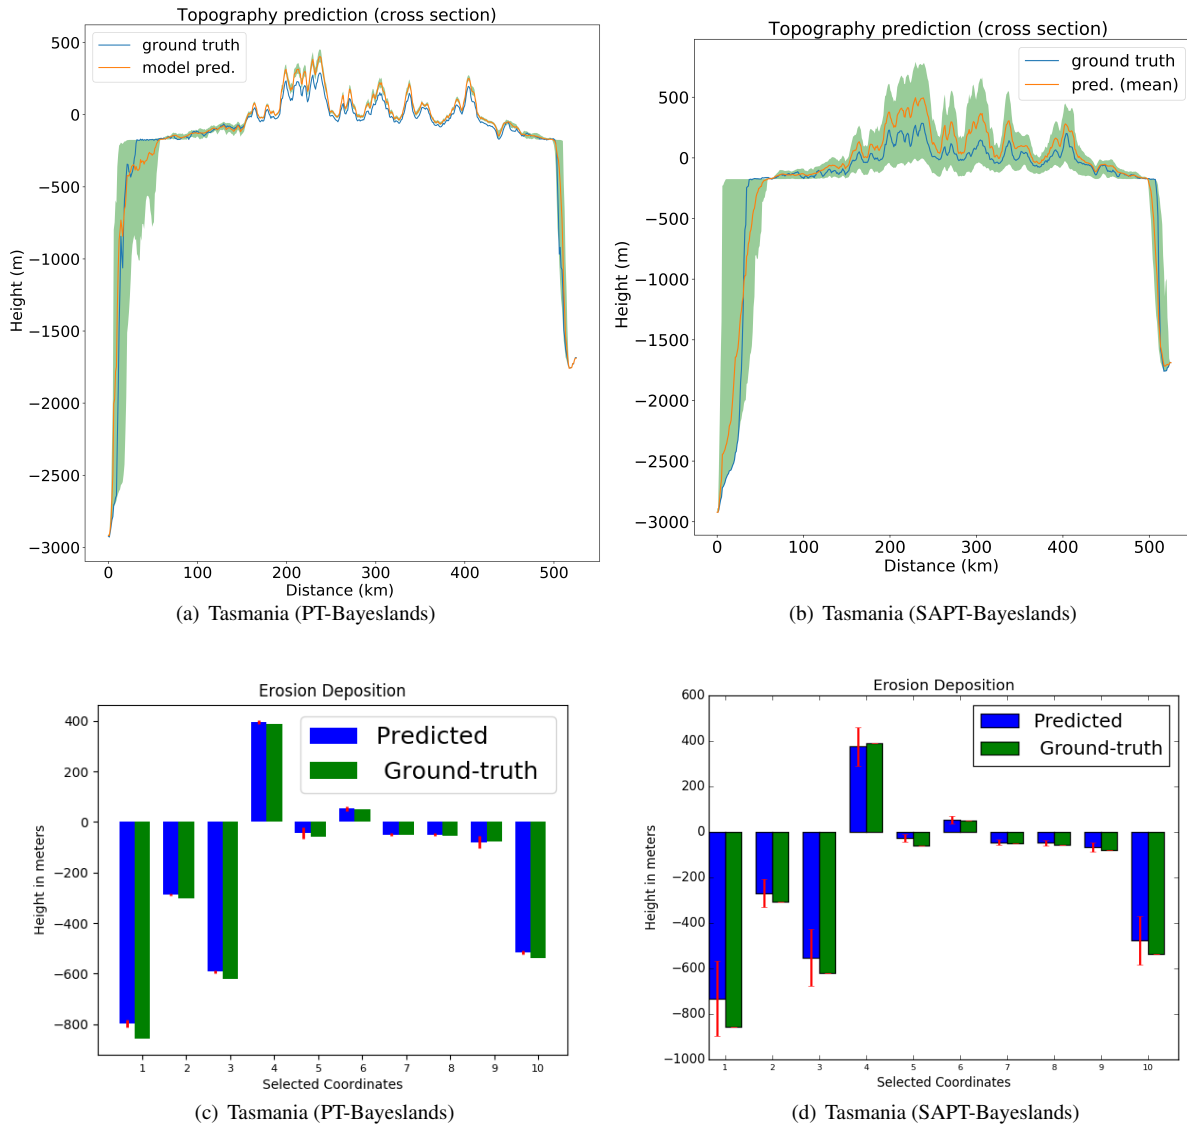 Topography prediction (cross section)
ground truth
model pred.
500
0
−500
−1000
−1500
−2000
−2500
−3000
Height (m)
0 100 200 300 400 500
Distance (km)
(a) Tasmania (PT-Bayeslands)
Topography prediction (cross section)
ground truth
pred. (mean)
500
0
−500
−1000
−1500
−2000
−2500
−3000
Height (m)
0 100 200 300 400 500
Distance (km)
(b) Tasmania (SAPT-Bayeslands)
Erosion Deposition
Predicted
Ground-truth
400
200
0
−200
−400
−600
−800
Height in meters
1 2 3 4 5 6 7 8 9 10
Selected Coordinates
(c) Tasmania (PT-Bayeslands)
Erosion Deposition
Predicted
Ground-truth
600
400
200
0
−200
−400
−600
−800
−1000
Height in meters
1 2 3 4 5 6 7 8 9 10
Selected Coordinates
(d) Tasmania (SAPT-Bayeslands)